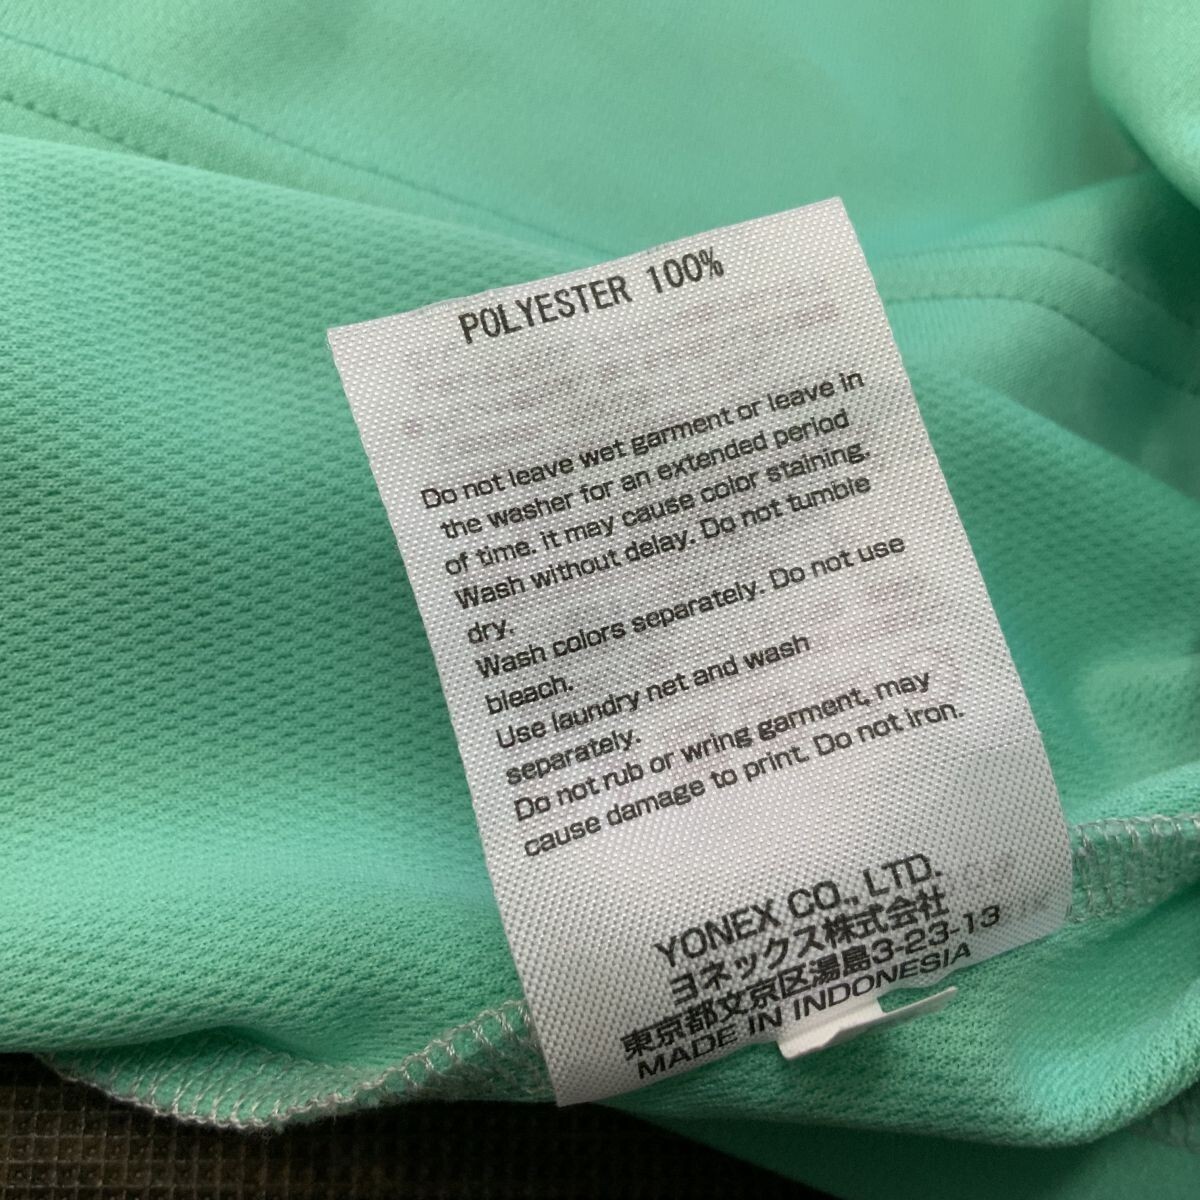 POLYESTER 100%
Do not leave wet garment or leave in
the washer for an extended period
of time. it may cause color staining.
Wash without delay. Do not tumble
dry.
Wash colors separately. Do not use
bleach.
Use laundry net and wash
separately.
Do not rub or wring garment, may
cause damage to print. Do not iron.
YONEX CO., LTD.
ヨネックス株式会社
東京都文京区湯島3-23-13
MADE IN INDONESIA